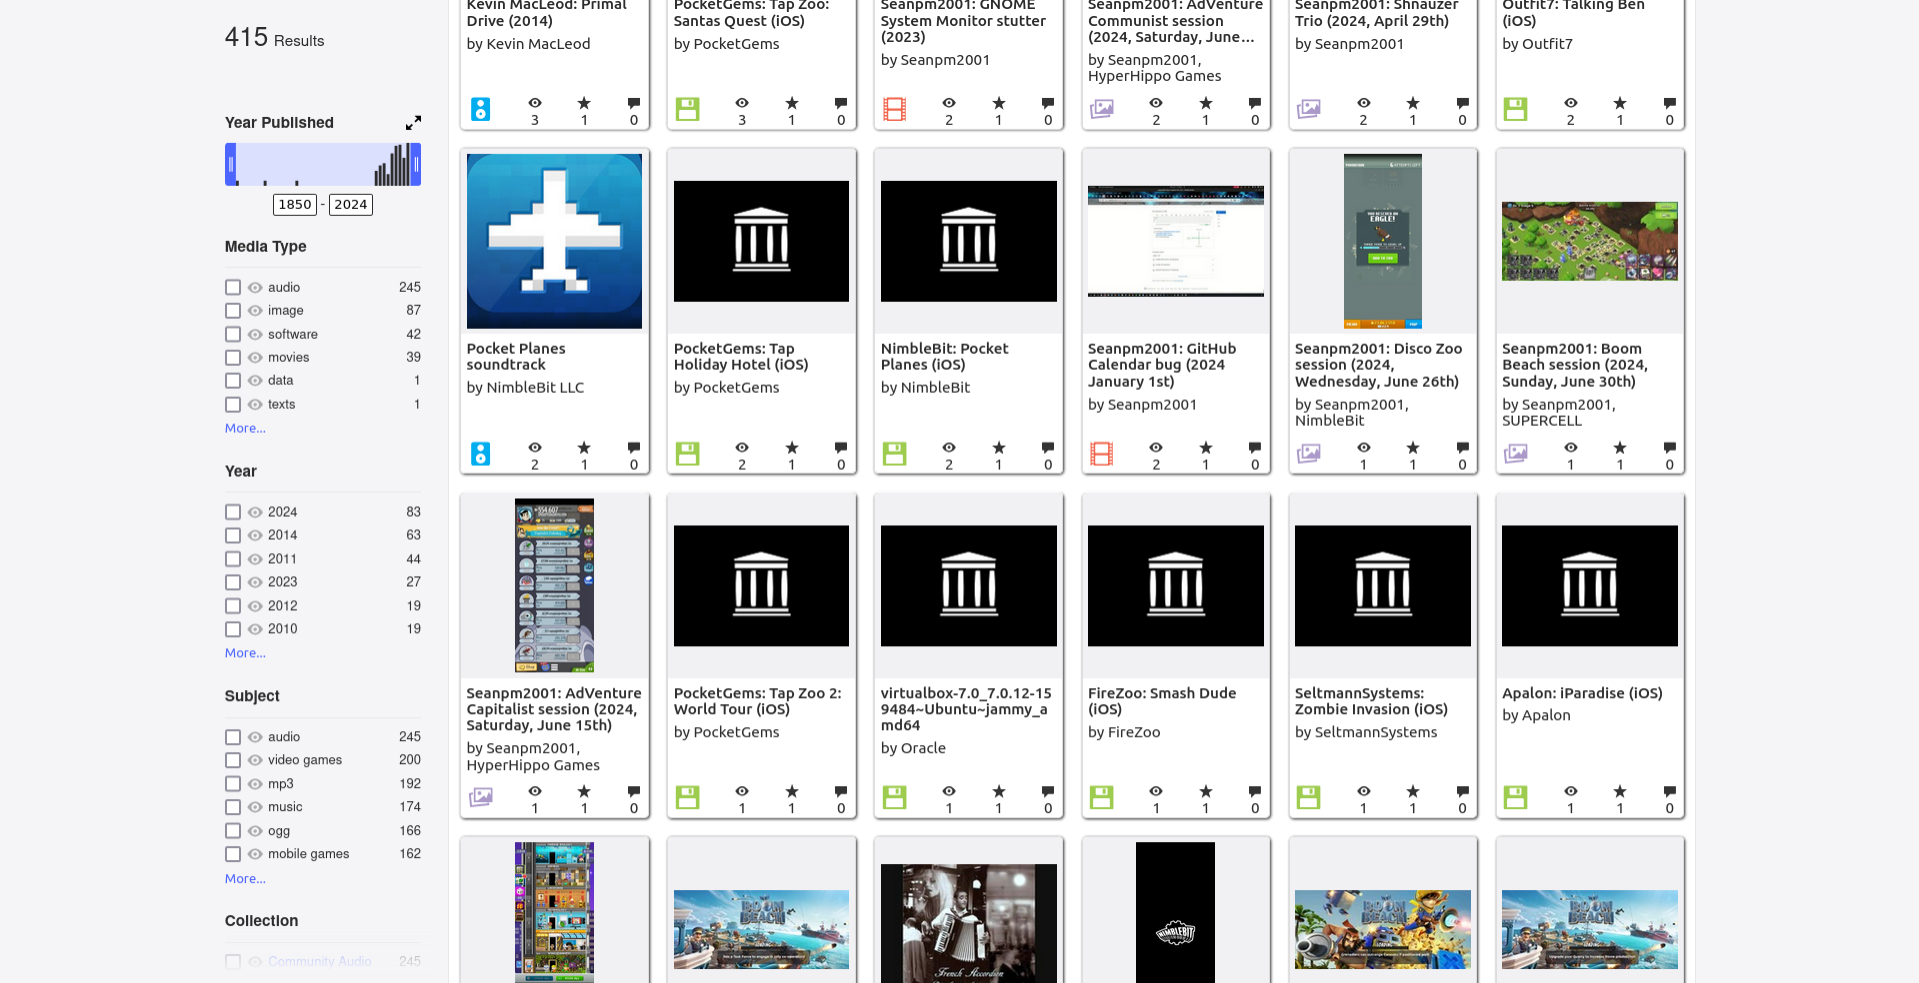 415 Results
Year Published
1850 - 2024
Media Type
audio 245
image 87
software 42
movies 39
data 1
texts 1
More...
Year
2024 83
2014 63
2011 44
2023 27
2012 19
2010 19
More...
Subject
audio 245
video games 200
mp3 192
music 174
ogg 166
mobile games 162
More...
Collection
Community Audio 245
Kevin MacLeod: Primal
Drive (2014)
by Kevin MacLeod
3 1 0
PocketGems: Tap Zoo:
Santas Quest (iOS)
by PocketGems
3 1 0
Seanpm2001: GNOME
System Monitor stutter
(2023)
by Seanpm2001
2 1 0
Seanpm2001: AdVenture
Communist session
(2024, Saturday, June...
by Seanpm2001,
HyperHippo Games
2 1 0
Seanpm2001: Shnauzer
Trio (2024, April 29th)
by Seanpm2001
2 1 0
Outfit7: Talking Ben
(iOS)
by Outfit7
2 1 0
Pocket Planes
soundtrack
by NimbleBit LLC
2 1 0
PocketGems: Tap
Holiday Hotel (iOS)
by PocketGems
2 1 0
NimbleBit: Pocket
Planes (iOS)
by NimbleBit
2 1 0
Seanpm2001: GitHub
Calendar bug (2024
January 1st)
by Seanpm2001
2 1 0
EAGLE!
Seanpm2001: Disco Zoo
session (2024,
Wednesday, June 26th)
by Seanpm2001,
NimbleBit
1 1 0
Seanpm2001: Boom
Beach session (2024,
Sunday, June 30th)
by Seanpm2001,
SUPERCELL
1 1 0
Seanpm2001: AdVenture
Capitalist session (2024,
Saturday, June 15th)
by Seanpm2001,
HyperHippo Games
1 1 0
PocketGems: Tap Zoo 2:
World Tour (iOS)
by PocketGems
1 1 0
virtualbox-7.0_7.0.12-15
9484~Ubuntu~jammy_a
md64
by Oracle
1 1 0
FireZoo: Smash Dude
(iOS)
by FireZoo
1 1 0
SeltmannSystems:
Zombie Invasion (iOS)
by SeltmannSystems
1 1 0
Apalon: iParadise (iOS)
by Apalon
1 1 0
BOOM
BEACH
French Accordion
NIMBLEBIT
BOOM
BEACH
BOOM
BEACH